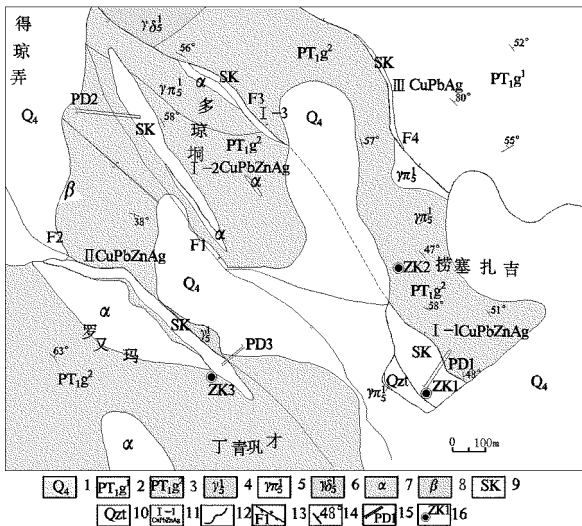 得琼弄
γδ₅¹
56°
SK
PT₁g²
SK
52°
Q₄
PD2
γπ₅¹
α
58°
SK
多琼垌
F3
Ⅰ-3
Q₄
Ⅲ CuPbAg
80°
PT₁g¹
F4
57°
55°
PT₁g²
Ⅰ-2CuPbZnAg
α
γπ₅¹
β
38°
α
γπ₅¹
F2
ⅡCuPbZnAg
F1
47°
捞塞扎吉
ZK2
Q₄
PT₁g²
58°
51°
α
SK
γ₅¹
Ⅰ-1CuPbZnAg
罗又玛
63°
PD3
SK
PD1
48°
PT₁g²
ZK3
γπ₅¹
Qzt
ZK1
Q₄
α
丁青巩才
0 100m
Q₄ 1 PT₁g² 2 PT₁g¹ 3 γ₅¹ 4 γπ₅¹ 5 γδ₅¹ 6 α 7 β 8 SK 9
Qzt 10 Ⅰ-1 CuPbZnAg 11 12 F1 13 48° 14 PD1 15 ZK1 16